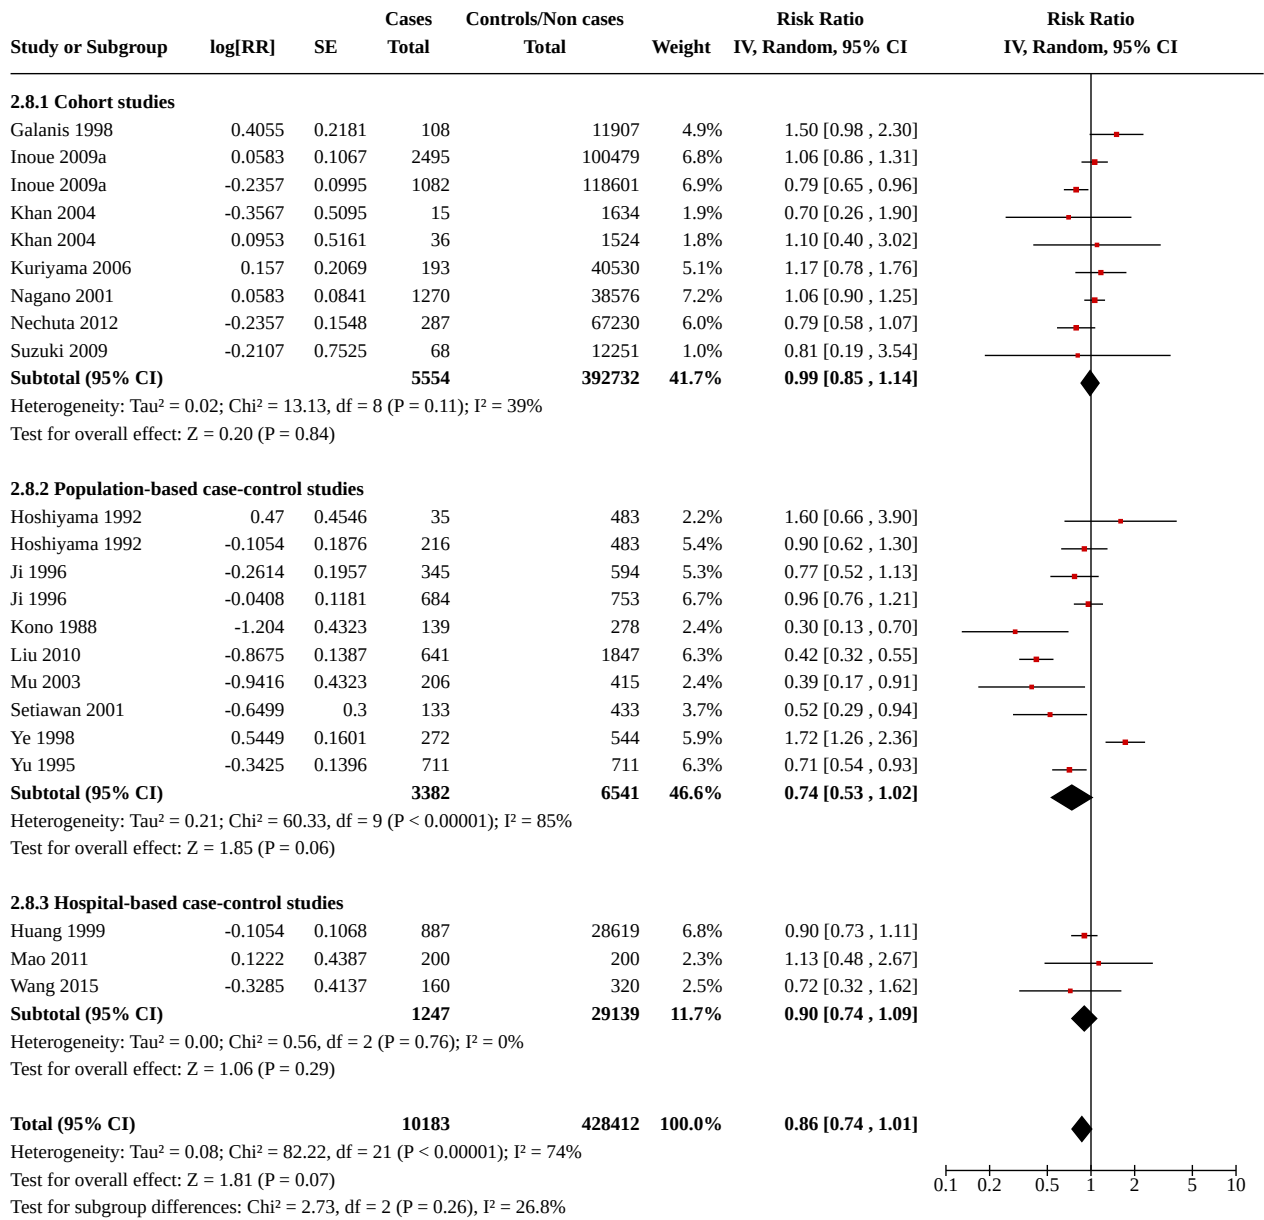 Cases Controls/Non cases Risk Ratio Risk Ratio
Study or Subgroup log[RR] SE Total Total Weight IV, Random, 95% CI IV, Random, 95% CI
2.8.1 Cohort studies
Galanis 1998 0.4055 0.2181 108 11907 4.9% 1.50 [0.98 , 2.30]
Inoue 2009a 0.0583 0.1067 2495 100479 6.8% 1.06 [0.86 , 1.31]
Inoue 2009a -0.2357 0.0995 1082 118601 6.9% 0.79 [0.65 , 0.96]
Khan 2004 -0.3567 0.5095 15 1634 1.9% 0.70 [0.26 , 1.90]
Khan 2004 0.0953 0.5161 36 1524 1.8% 1.10 [0.40 , 3.02]
Kuriyama 2006 0.157 0.2069 193 40530 5.1% 1.17 [0.78 , 1.76]
Nagano 2001 0.0583 0.0841 1270 38576 7.2% 1.06 [0.90 , 1.25]
Nechuta 2012 -0.2357 0.1548 287 67230 6.0% 0.79 [0.58 , 1.07]
Suzuki 2009 -0.2107 0.7525 68 12251 1.0% 0.81 [0.19 , 3.54]
Subtotal (95% CI) 5554 392732 41.7% 0.99 [0.85 , 1.14]
Heterogeneity: Tau² = 0.02; Chi² = 13.13, df = 8 (P = 0.11); I² = 39%
Test for overall effect: Z = 0.20 (P = 0.84)
2.8.2 Population-based case-control studies
Hoshiyama 1992 0.47 0.4546 35 483 2.2% 1.60 [0.66 , 3.90]
Hoshiyama 1992 -0.1054 0.1876 216 483 5.4% 0.90 [0.62 , 1.30]
Ji 1996 -0.2614 0.1957 345 594 5.3% 0.77 [0.52 , 1.13]
Ji 1996 -0.0408 0.1181 684 753 6.7% 0.96 [0.76 , 1.21]
Kono 1988 -1.204 0.4323 139 278 2.4% 0.30 [0.13 , 0.70]
Liu 2010 -0.8675 0.1387 641 1847 6.3% 0.42 [0.32 , 0.55]
Mu 2003 -0.9416 0.4323 206 415 2.4% 0.39 [0.17 , 0.91]
Setiawan 2001 -0.6499 0.3 133 433 3.7% 0.52 [0.29 , 0.94]
Ye 1998 0.5449 0.1601 272 544 5.9% 1.72 [1.26 , 2.36]
Yu 1995 -0.3425 0.1396 711 711 6.3% 0.71 [0.54 , 0.93]
Subtotal (95% CI) 3382 6541 46.6% 0.74 [0.53 , 1.02]
Heterogeneity: Tau² = 0.21; Chi² = 60.33, df = 9 (P < 0.00001); I² = 85%
Test for overall effect: Z = 1.85 (P = 0.06)
2.8.3 Hospital-based case-control studies
Huang 1999 -0.1054 0.1068 887 28619 6.8% 0.90 [0.73 , 1.11]
Mao 2011 0.1222 0.4387 200 200 2.3% 1.13 [0.48 , 2.67]
Wang 2015 -0.3285 0.4137 160 320 2.5% 0.72 [0.32 , 1.62]
Subtotal (95% CI) 1247 29139 11.7% 0.90 [0.74 , 1.09]
Heterogeneity: Tau² = 0.00; Chi² = 0.56, df = 2 (P = 0.76); I² = 0%
Test for overall effect: Z = 1.06 (P = 0.29)
Total (95% CI) 10183 428412 100.0% 0.86 [0.74 , 1.01]
Heterogeneity: Tau² = 0.08; Chi² = 82.22, df = 21 (P < 0.00001); I² = 74%
Test for overall effect: Z = 1.81 (P = 0.07)
0.1 0.2 0.5 1 2 5 10
Test for subgroup differences: Chi² = 2.73, df = 2 (P = 0.26), I² = 26.8%